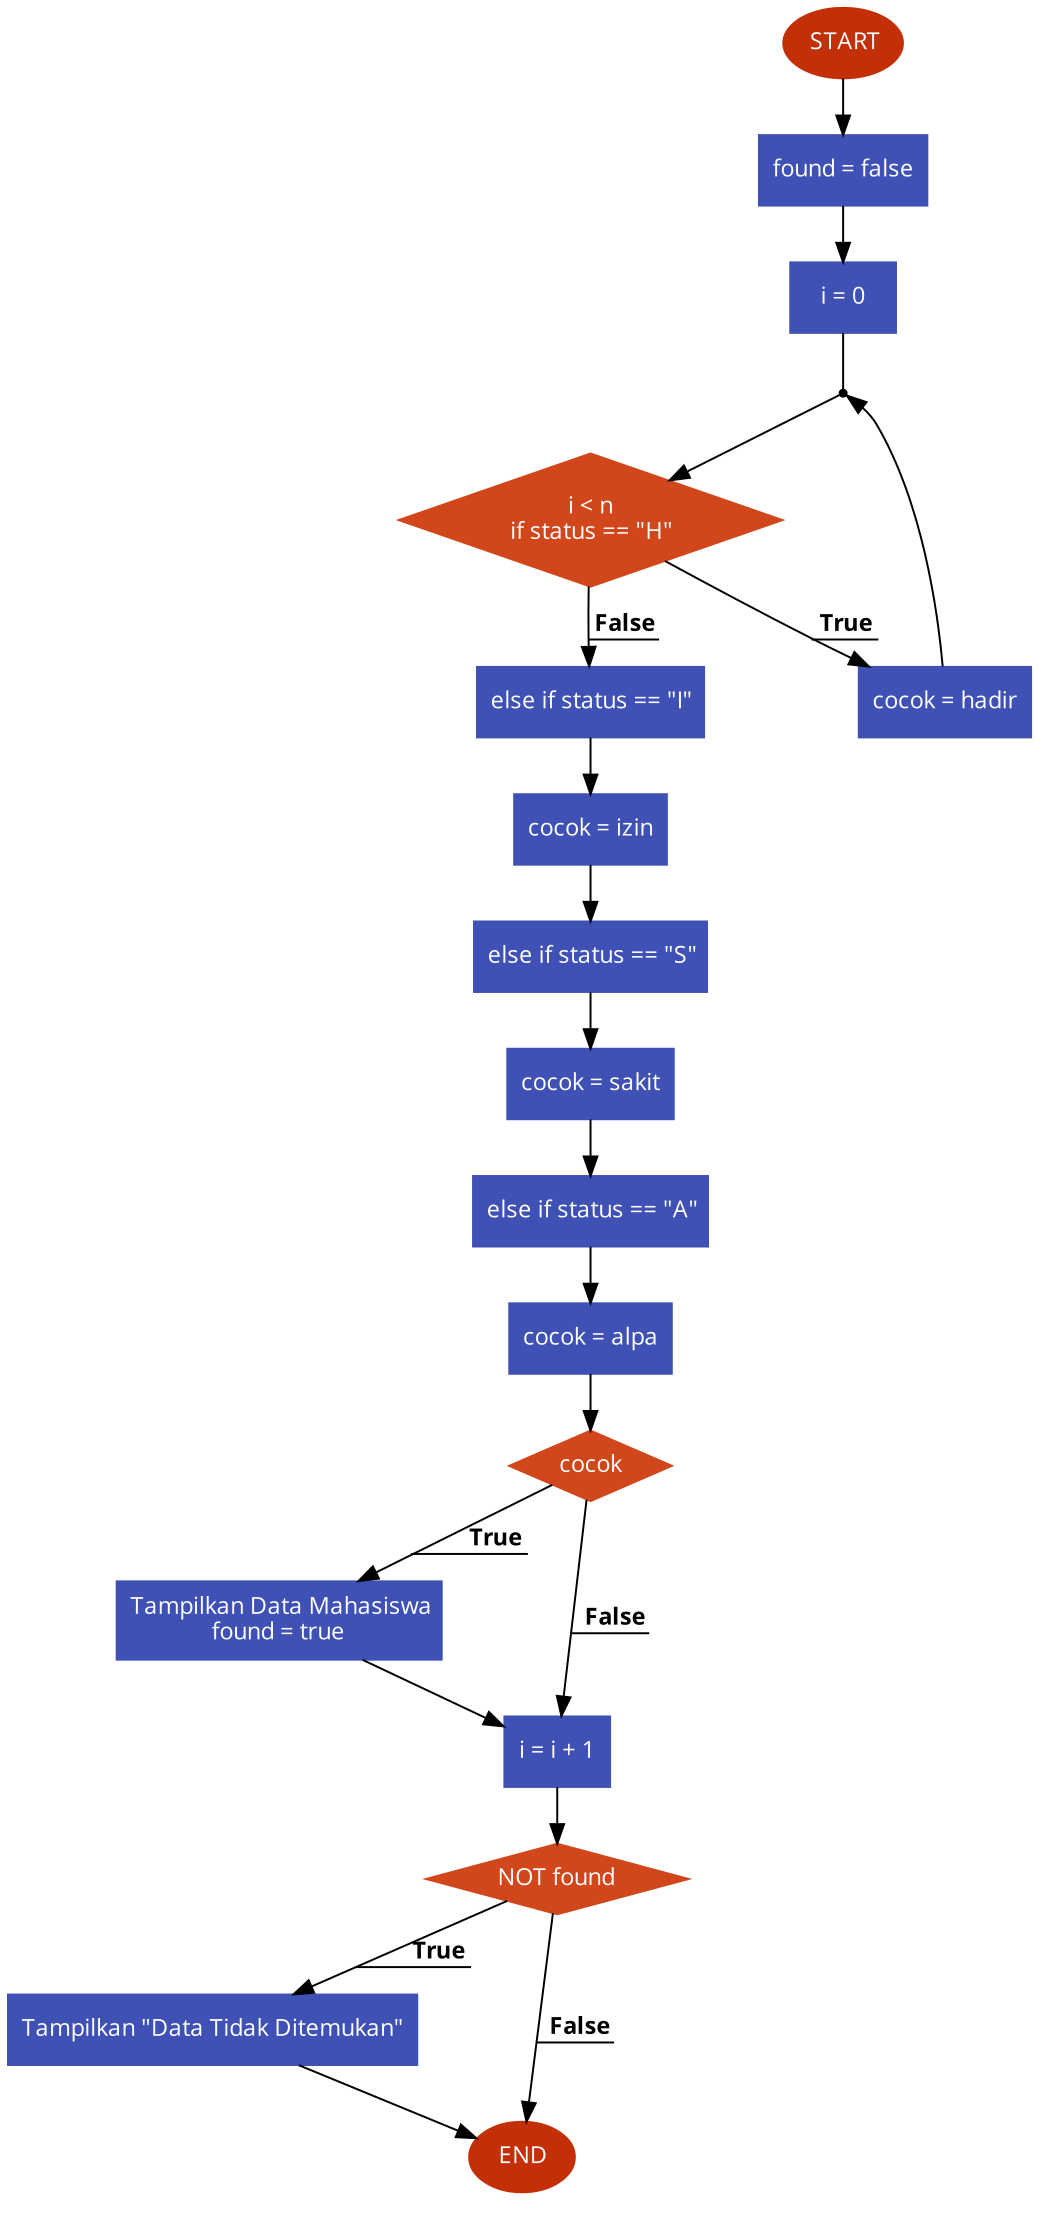 START
found = false
i = 0
i < n
if status == "H"
False
True
else if status == "I"
cocok = hadir
cocok = izin
else if status == "S"
cocok = sakit
else if status == "A"
cocok = alpa
cocok
True
Tampilkan Data Mahasiswa
found = true
False
i = i + 1
NOT found
True
Tampilkan "Data Tidak Ditemukan"
False
END